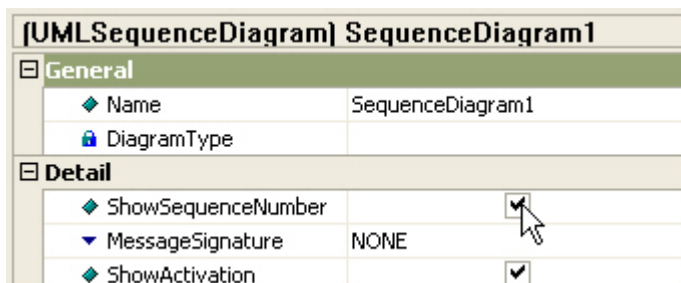 (UMLSequenceDiagram) SequenceDiagram1
General
Name SequenceDiagram1
DiagramType
Detail
ShowSequenceNumber
MessageSignature NONE
ShowActivation